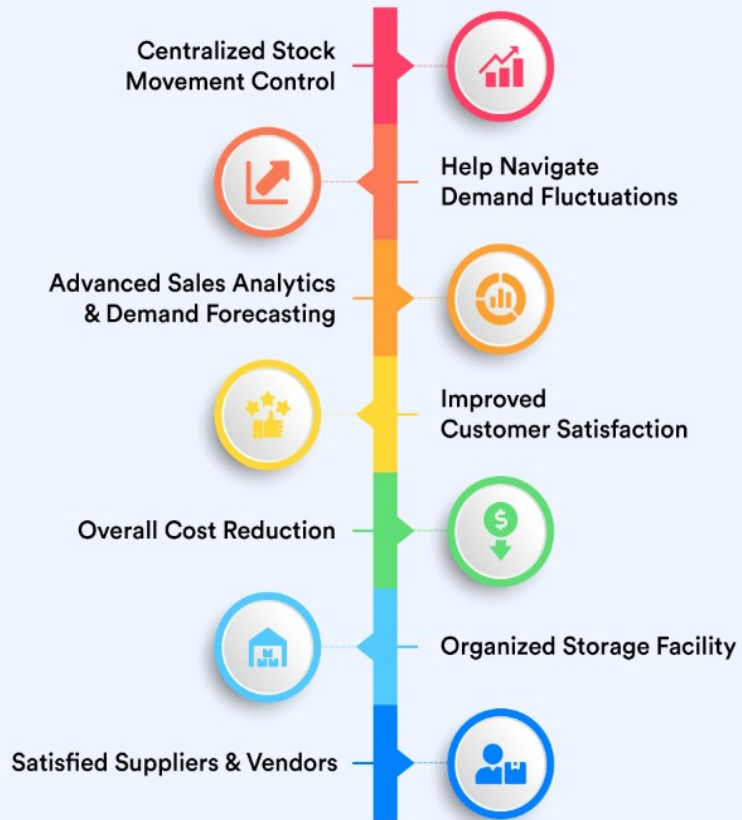 Centralized Stock
Movement Control
Help Navigate
Demand Fluctuations
Advanced Sales Analytics
& Demand Forecasting
Improved
Customer Satisfaction
Overall Cost Reduction
$
Organized Storage Facility
Satisfied Suppliers & Vendors